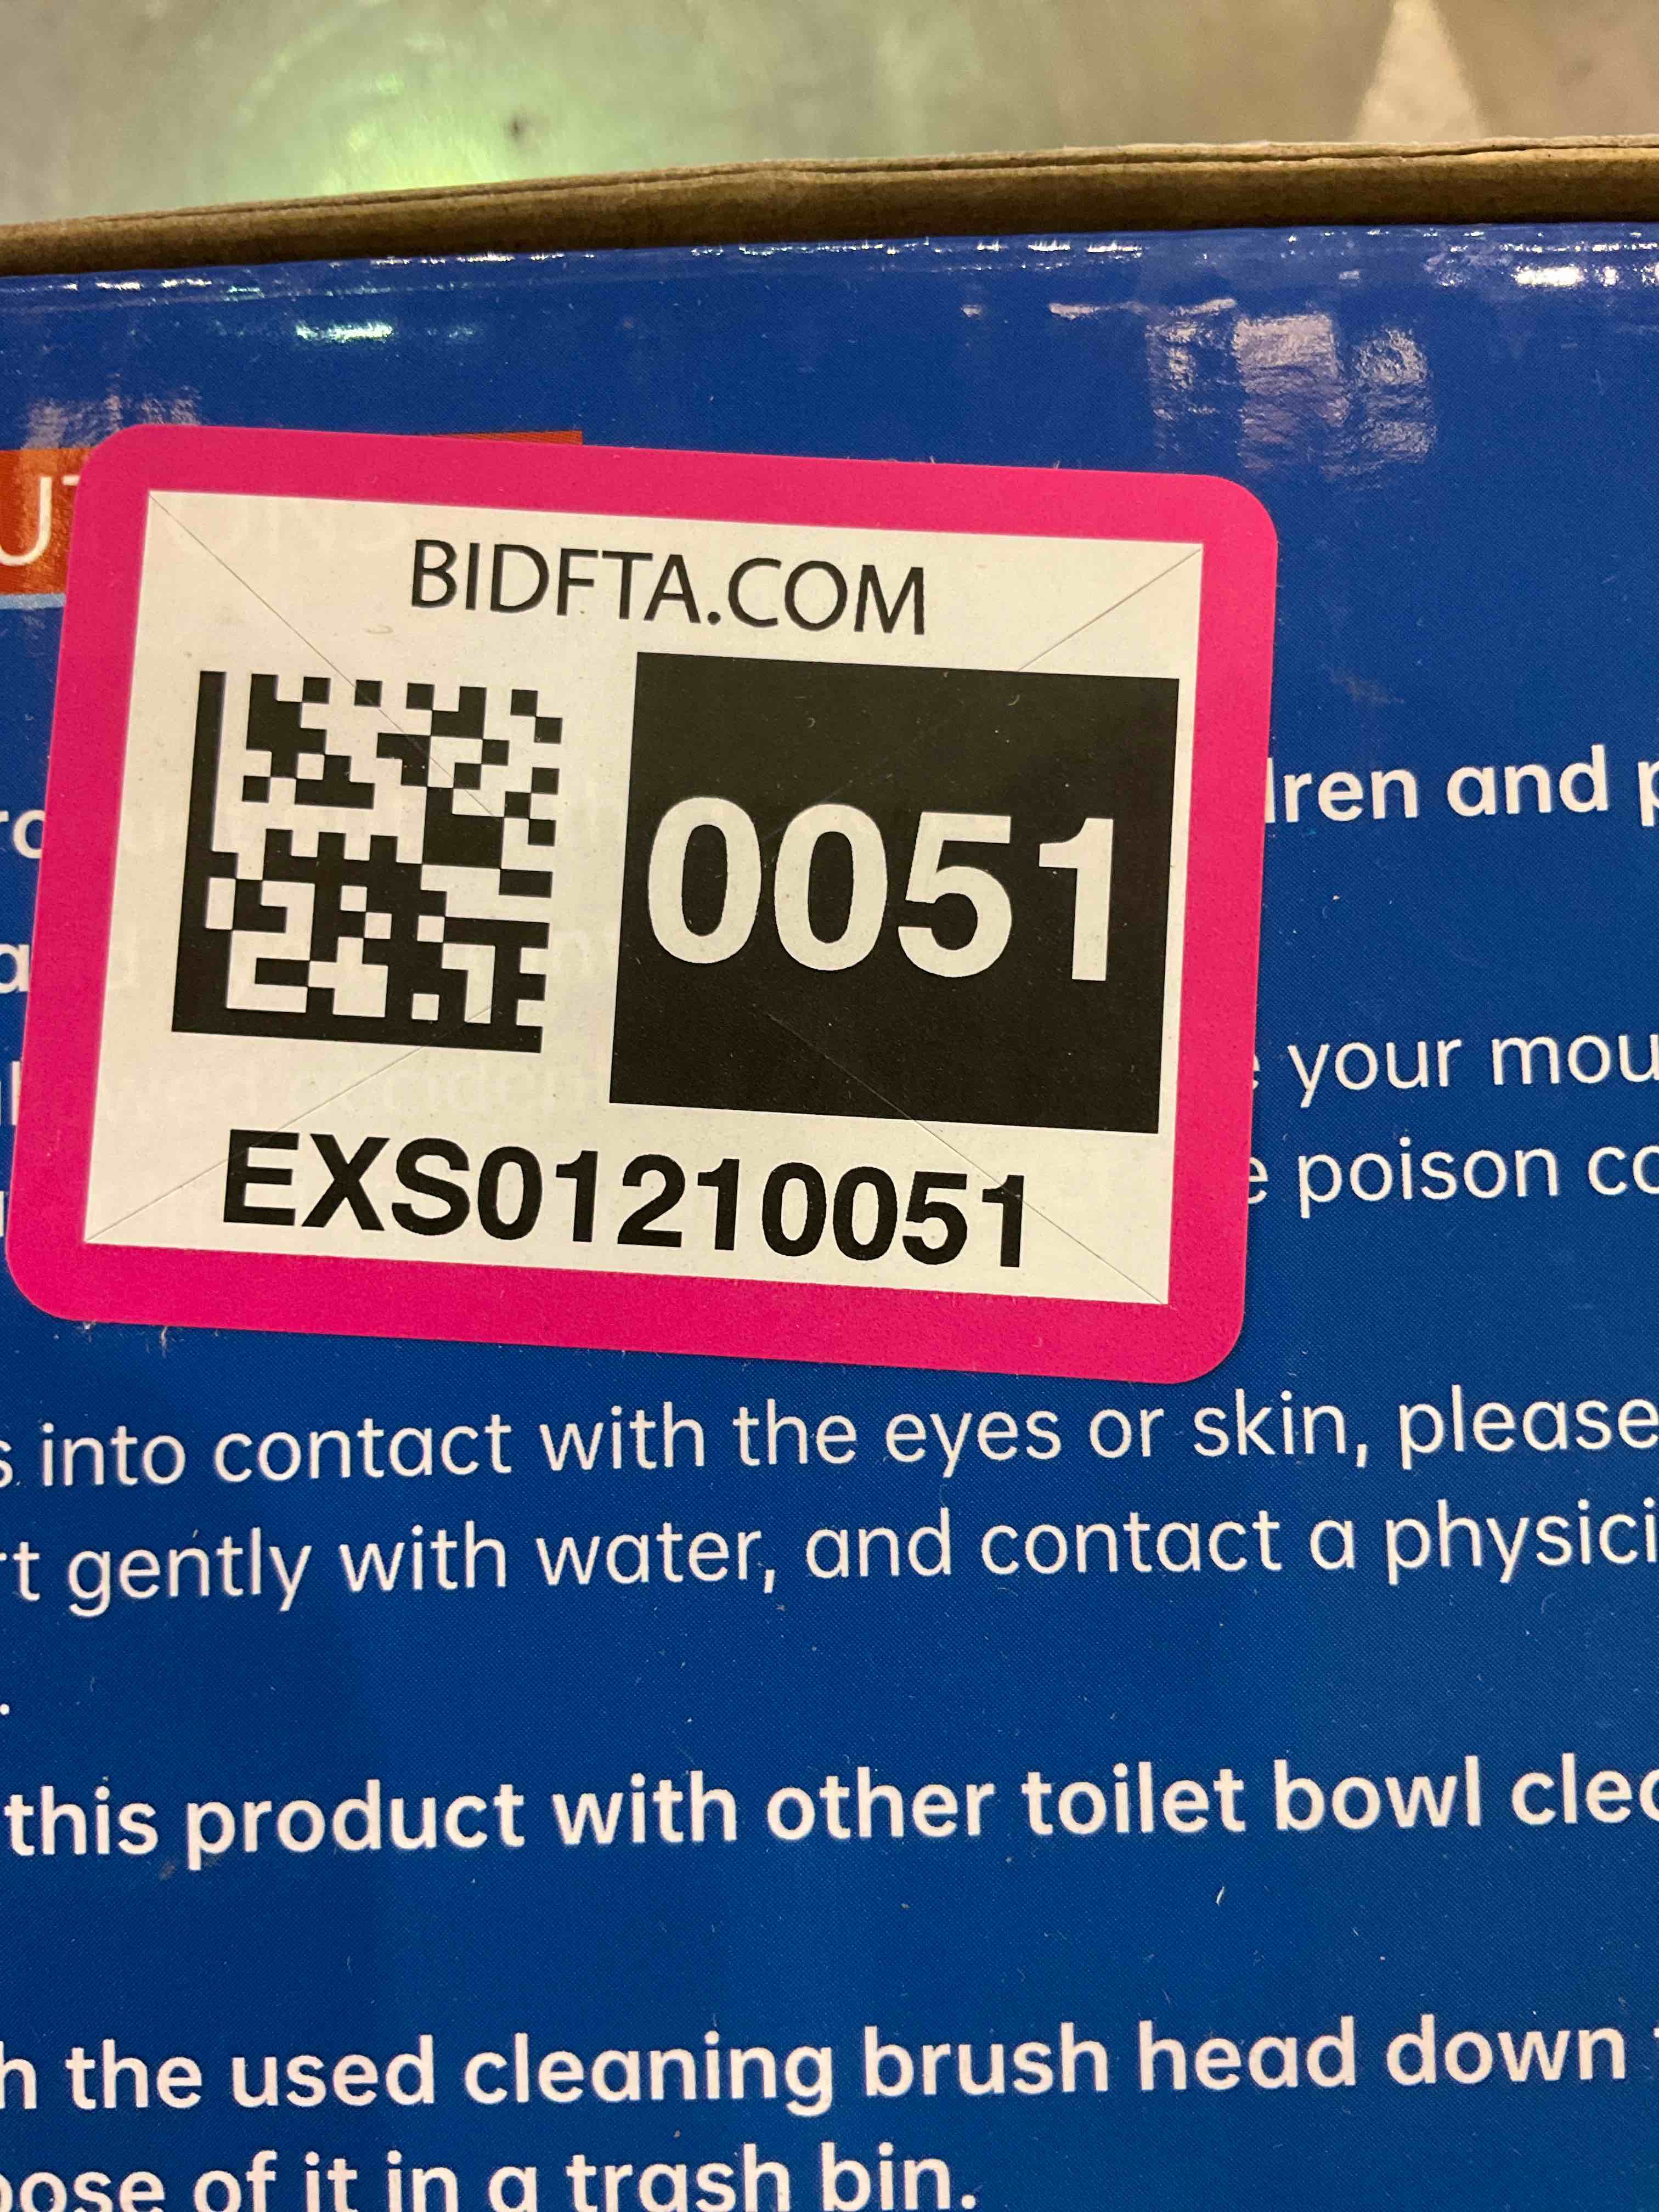 BIDFTA.COM
0051
EXS01210051
dren and
your mou
poison co
into contact with the eyes or skin, please
gently with water, and contact a physici
.
this product with other toilet bowl clea
the used cleaning brush head down
of it in a trash bin.